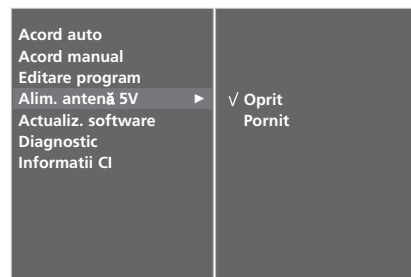 Acord auto
Acord manual
Editare program
Alim. antenă 5V ►
√ Oprit
Actualiz. software
Pornit
Diagnostic
Informatii CI